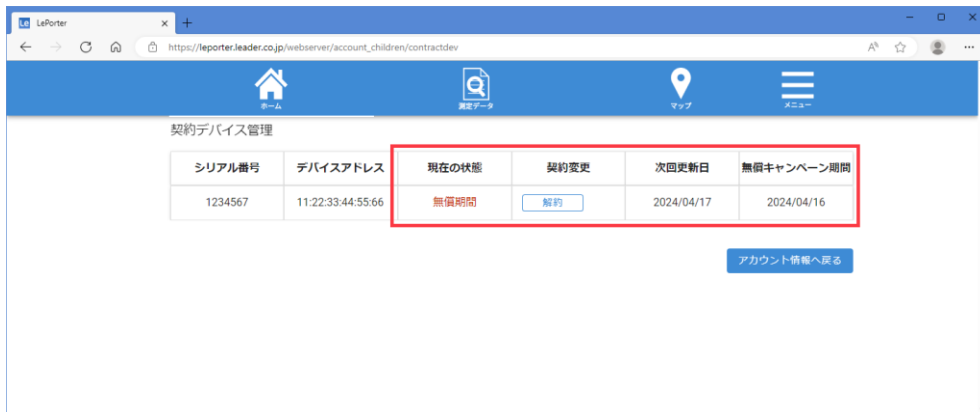 Le LePorter
https://leporter.leader.co.jp/webserver/account_children/contractdev
ホーム 測定データ マップ メニュー
契約デバイス管理
シリアル番号 デバイスアドレス 現在の状態 契約変更 次回更新日 無償キャンペーン期間
1234567 11:22:33:44:55:66 無償期間 解約 2024/04/17 2024/04/16
アカウント情報へ戻る